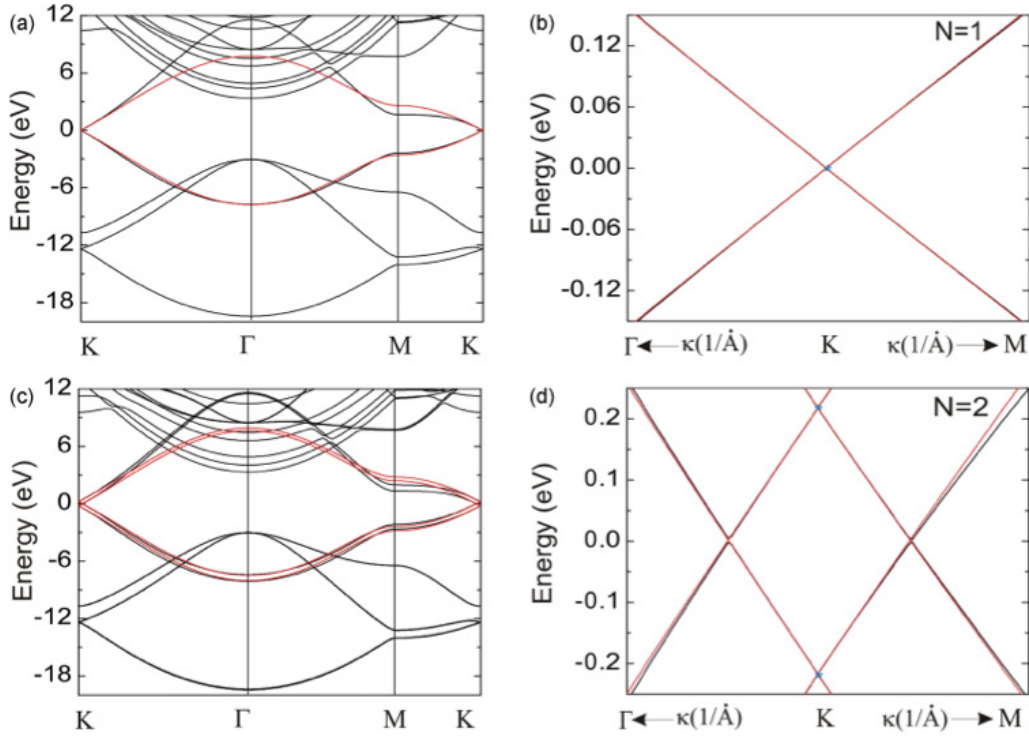 (a)
12
6
0
-6
-12
-18
Energy (eV)
K Γ M K
(b)
N=1
0.12
0.06
0.00
-0.06
-0.12
Energy (eV)
Γ κ(1/Å) K κ(1/Å) M
(c)
12
6
0
-6
-12
-18
Energy (eV)
K Γ M K
(d)
N=2
0.2
0.1
0.0
-0.1
-0.2
Energy (eV)
Γ κ(1/Å) K κ(1/Å) M